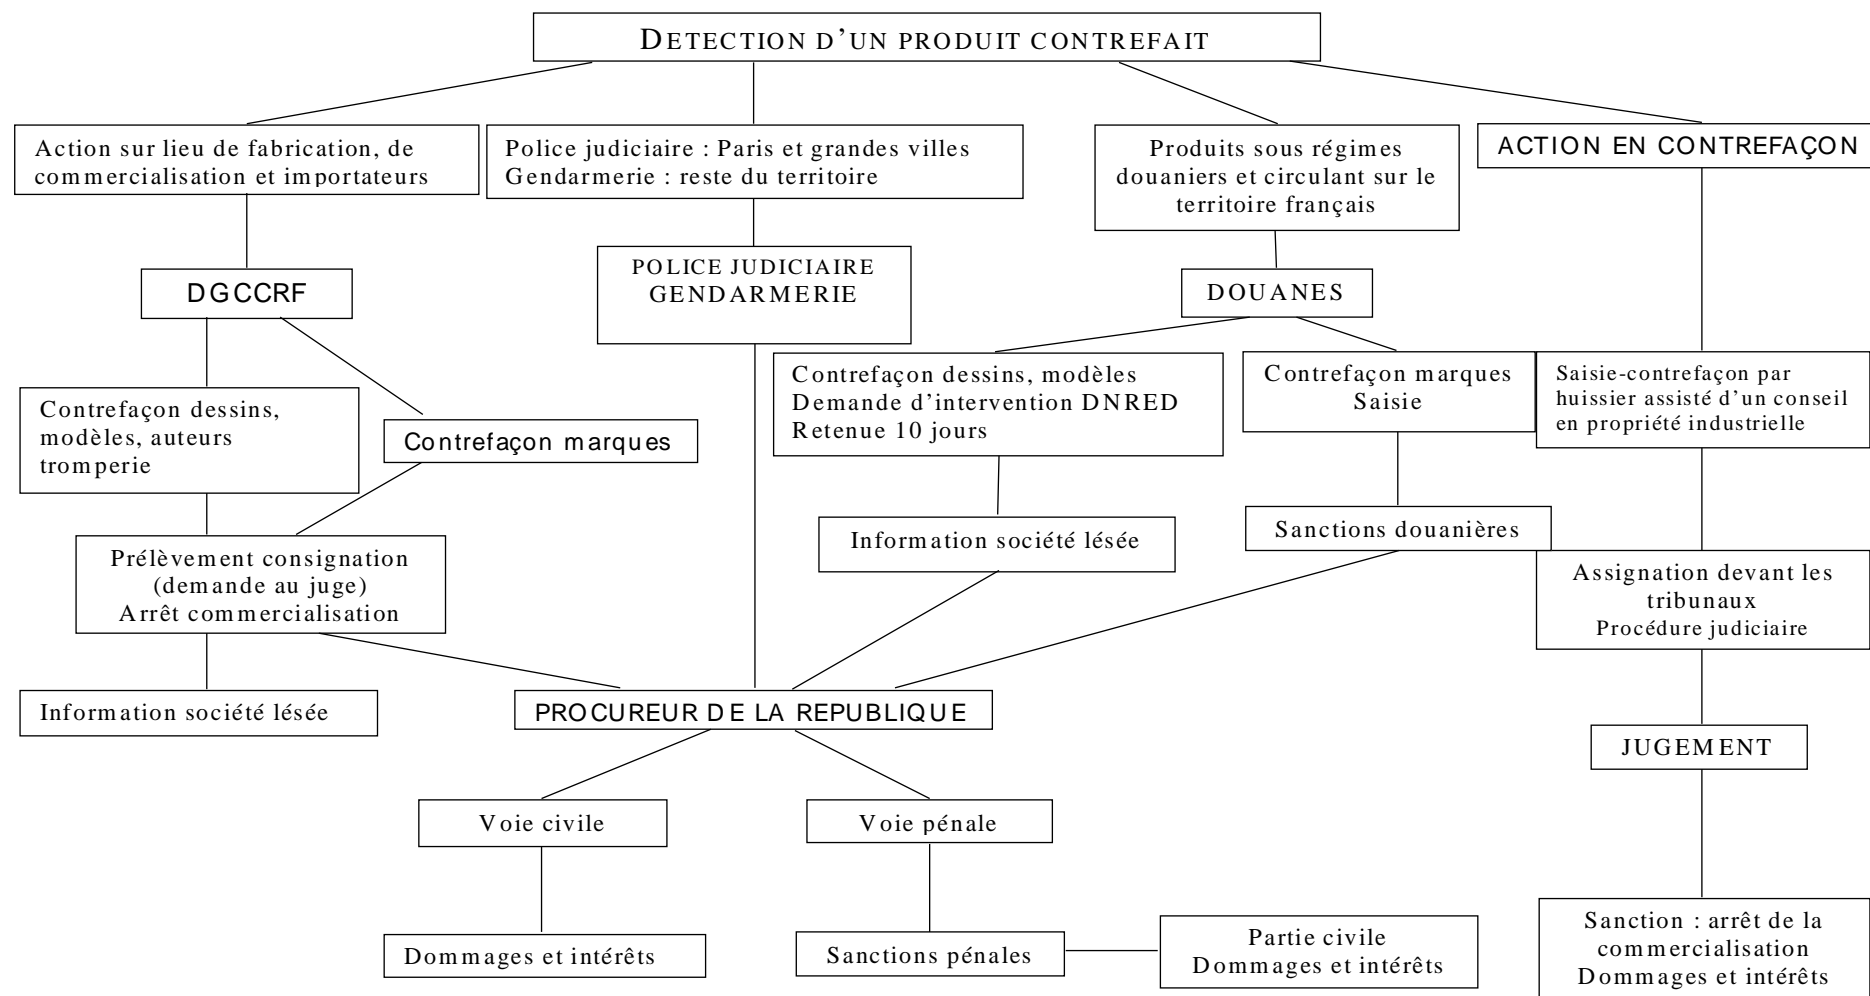 DETECTION D’UN PRODUIT CONTREFAIT
Action sur lieu de fabrication, de
commercialisation et importateurs
Police judiciaire : Paris et grandes villes
Gendarmerie : reste du territoire
Produits sous régimes
douaniers et circulant sur le
territoire français
ACTION EN CONTREFAÇON
DGCCRF
POLICE JUDICIAIRE
GENDARMERIE
DOUANES
Contrefaçon dessins,
modèles, auteurs
tromperie
Contrefaçon marques
Contrefaçon dessins, modèles
Demande d’intervention DNRED
Retenue 10 jours
Contrefaçon marques
Saisie
Saisie-contrefaçon par
huissier assisté d’un conseil
en propriété industrielle
Prélèvement consignation
(demande au juge)
Arrêt commercialisation
Information société lésée
Sanctions douanières
Assignation devant les
tribunaux
Procédure judiciaire
Information société lésée
PROCUREUR DE LA REPUBLIQUE
JUGEMENT
Voie civile
Voie pénale
Dommages et intérêts
Sanctions pénales
Partie civile
Dommages et intérêts
Sanction : arrêt de la
commercialisation
Dommages et intérêts